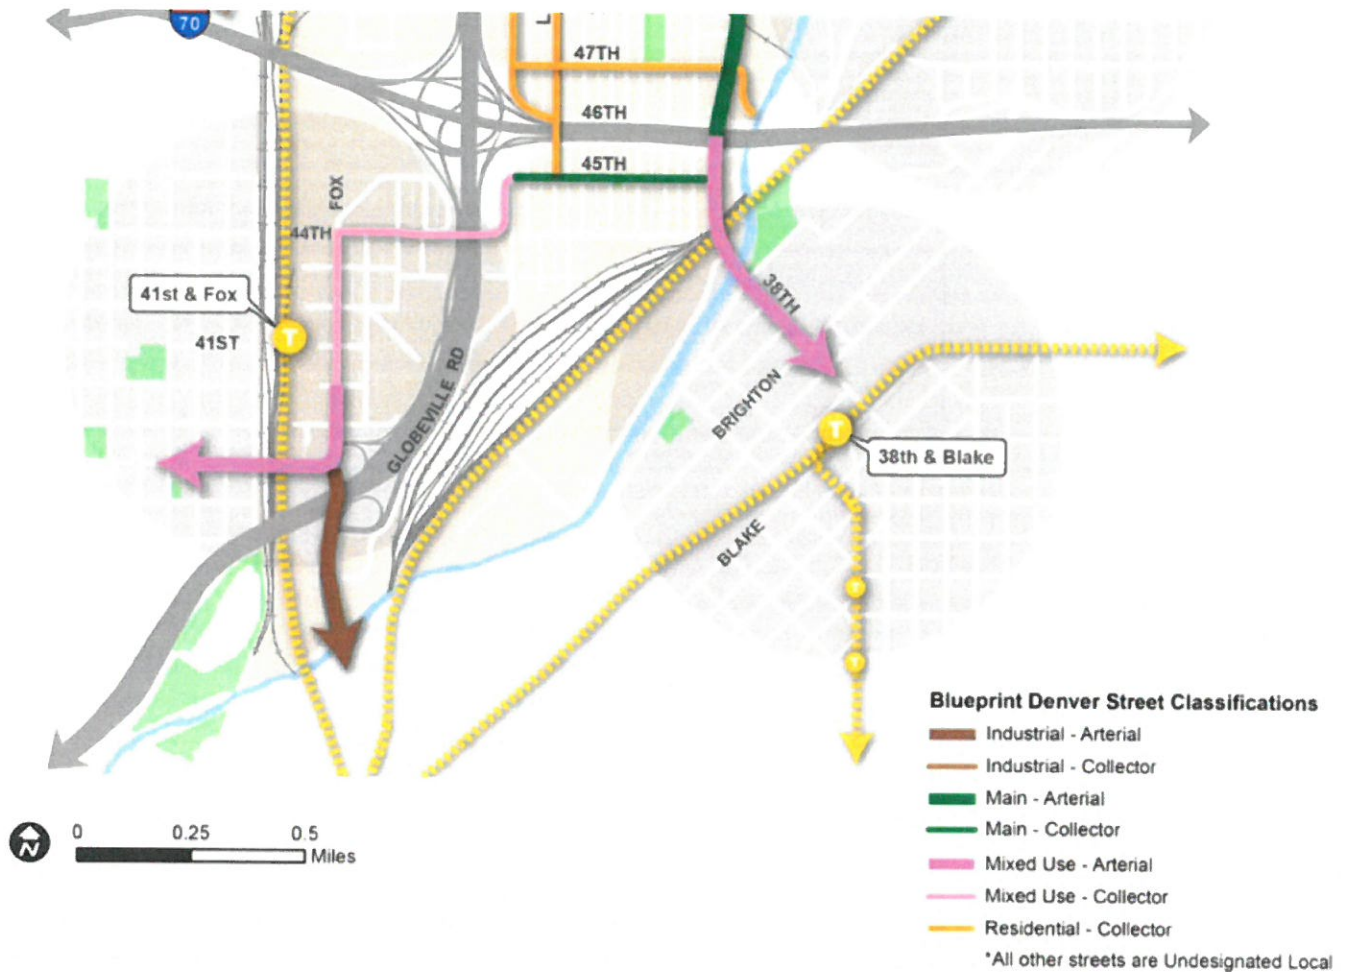 70
L
47TH
46TH
45TH
FOX
44TH
41st & Fox
T
41ST
38TH
GLOBEVILLE RD
BRIGHTON
T
38th & Blake
BLAKE
T
T
Blueprint Denver Street Classifications
Industrial - Arterial
Industrial - Collector
Main - Arterial
Main - Collector
Mixed Use - Arterial
Mixed Use - Collector
Residential - Collector
*All other streets are Undesignated Local
N
0 0.25 0.5
Miles